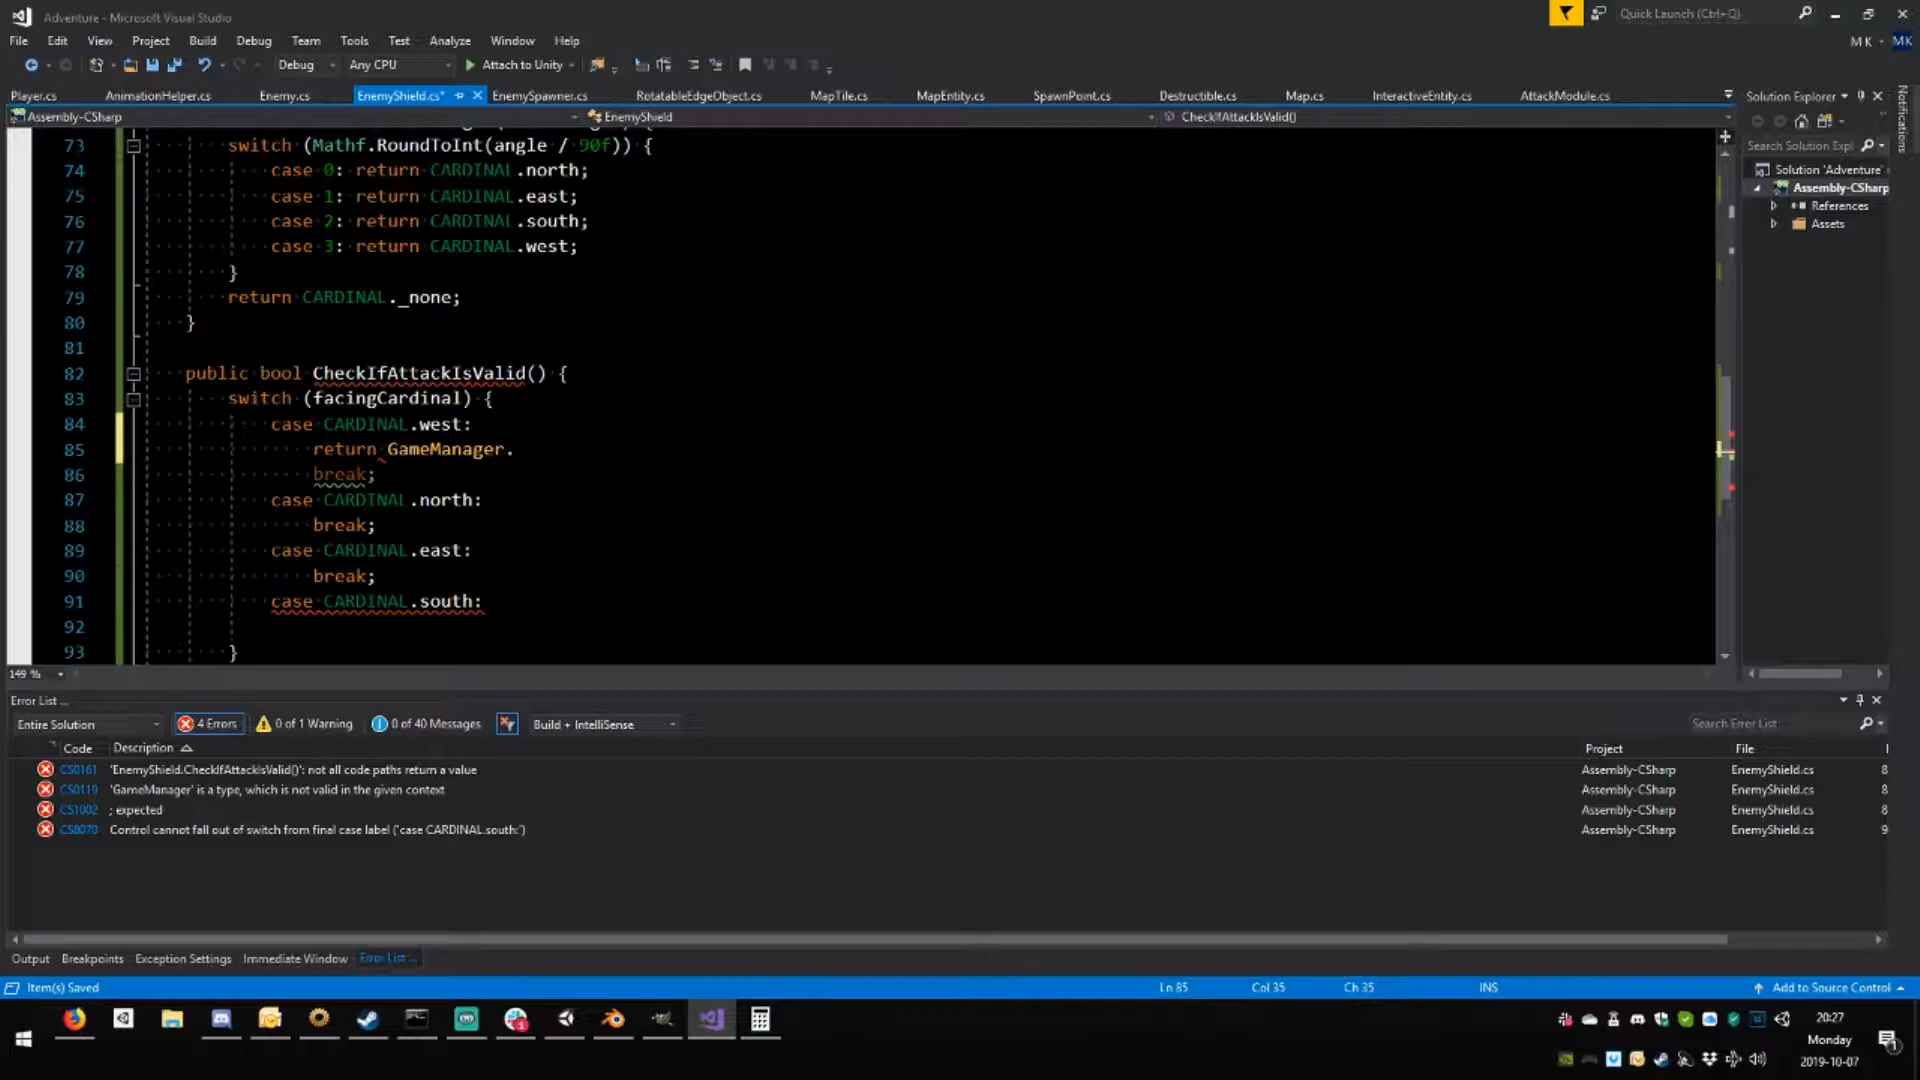 Adventure - Microsoft Visual Studio
Quick Launch (Ctrl+Q)
File Edit View Project Build Debug Team Tools Test Analyze Window Help
MK MK
Debug Any CPU Attach to Unity
Player.cs AnimationHelper.cs Enemy.cs EnemyShield.cs* EnemySpawner.cs RotatableEdgeObject.cs MapTile.cs MapEntity.cs SpawnPoint.cs Destructible.cs Map.cs InteractiveEntity.cs AttackModule.cs
Solution Explorer
Notifications
Assembly-CSharp EnemyShield CheckIfAttackIsValid()
Search Solution Expl
Solution 'Adventure'
Assembly-CSharp
References
Assets
73 switch (Mathf.RoundToInt(angle / 90f)) {
74 case 0: return CARDINAL.north;
75 case 1: return CARDINAL.east;
76 case 2: return CARDINAL.south;
77 case 3: return CARDINAL.west;
78 }
79 return CARDINAL._none;
80 }
81
82 public bool CheckIfAttackIsValid() {
83 switch (facingCardinal) {
84 case CARDINAL.west:
85 return GameManager.
86 break;
87 case CARDINAL.north:
88 break;
89 case CARDINAL.east:
90 break;
91 case CARDINAL.south:
92
93 }
149 %
Error List ...
Entire Solution 4 Errors 0 of 1 Warning 0 of 40 Messages Build + IntelliSense Search Error List
Code Description Project File
CS0161 'EnemyShield.CheckIfAttackIsValid()': not all code paths return a value Assembly-CSharp EnemyShield.cs 8
CS0119 'GameManager' is a type, which is not valid in the given context Assembly-CSharp EnemyShield.cs 8
CS1002 ; expected Assembly-CSharp EnemyShield.cs 8
CS8070 Control cannot fall out of switch from final case label ('case CARDINAL.south:') Assembly-CSharp EnemyShield.cs 9
Output Breakpoints Exception Settings Immediate Window Error List ...
Item(s) Saved Ln 85 Col 35 Ch 35 INS Add to Source Control
20:27
Monday
2019-10-07